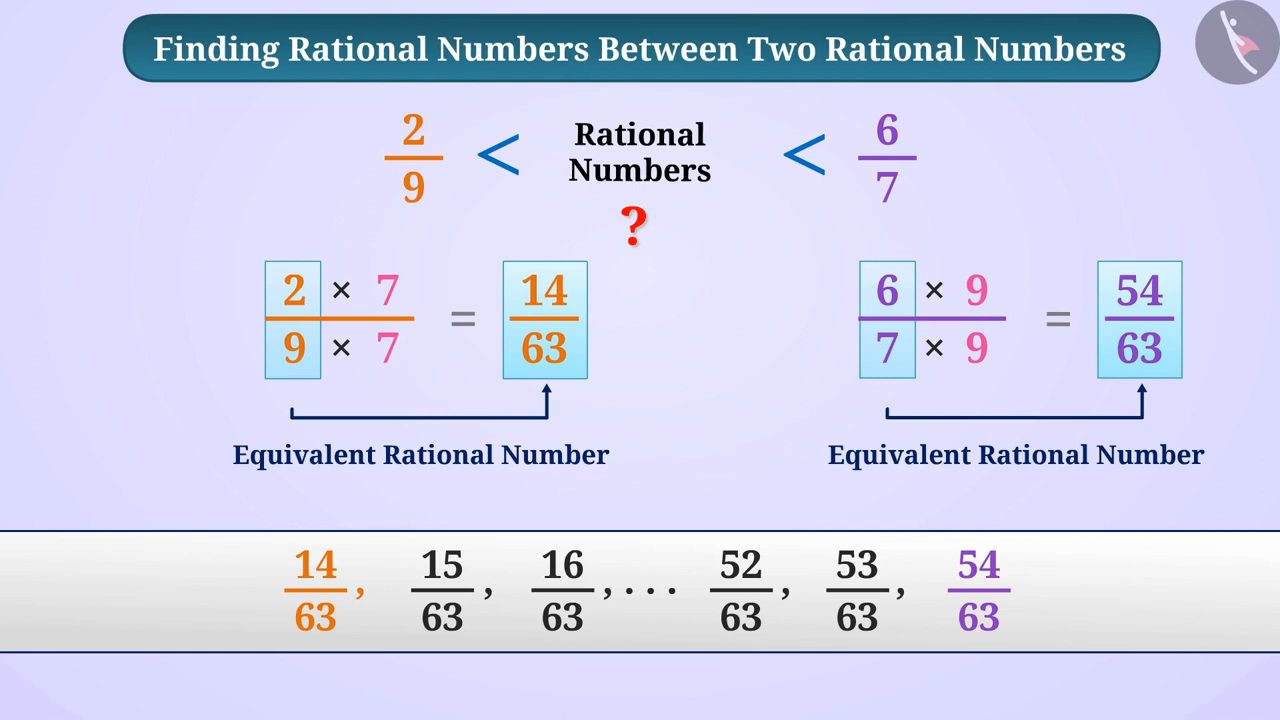 Finding Rational Numbers Between Two Rational Numbers
2/9 < Rational Numbers < 6/7
?
2 × 7 / 9 × 7 = 14/63
6 × 9 / 7 × 9 = 54/63
Equivalent Rational Number
Equivalent Rational Number
14/63, 15/63, 16/63, . . . 52/63, 53/63, 54/63